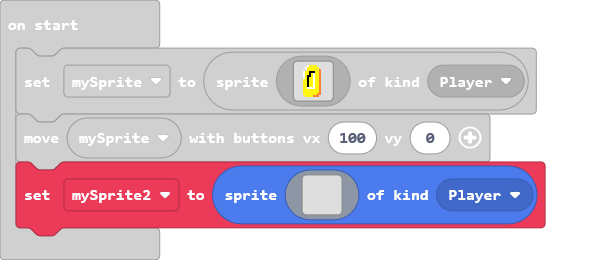 on start
set mySprite to sprite of kind Player
move mySprite with buttons vx 100 vy 0
set mySprite2 to sprite of kind Player